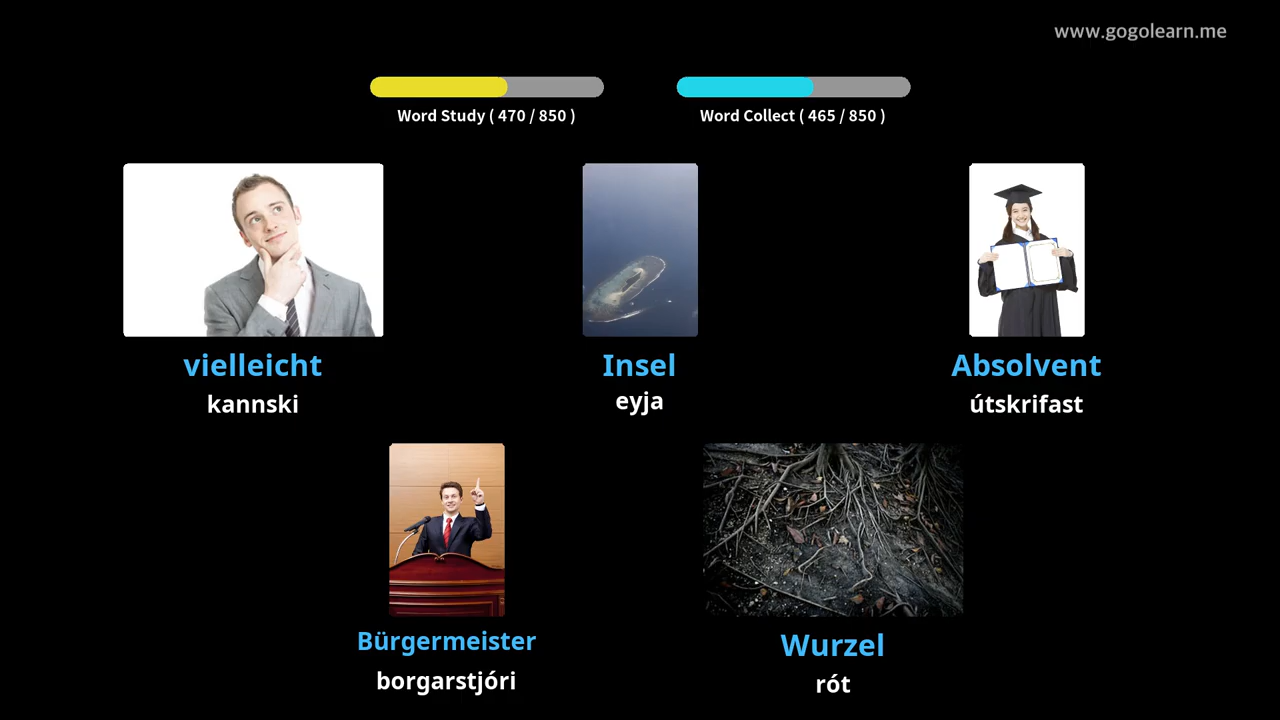 www.gogolearn.me
Word Study ( 470 / 850 )
Word Collect ( 465 / 850 )
vielleicht
kannski
Insel
eyja
Absolvent
útskrifast
Bürgermeister
borgarstjóri
Wurzel
rót